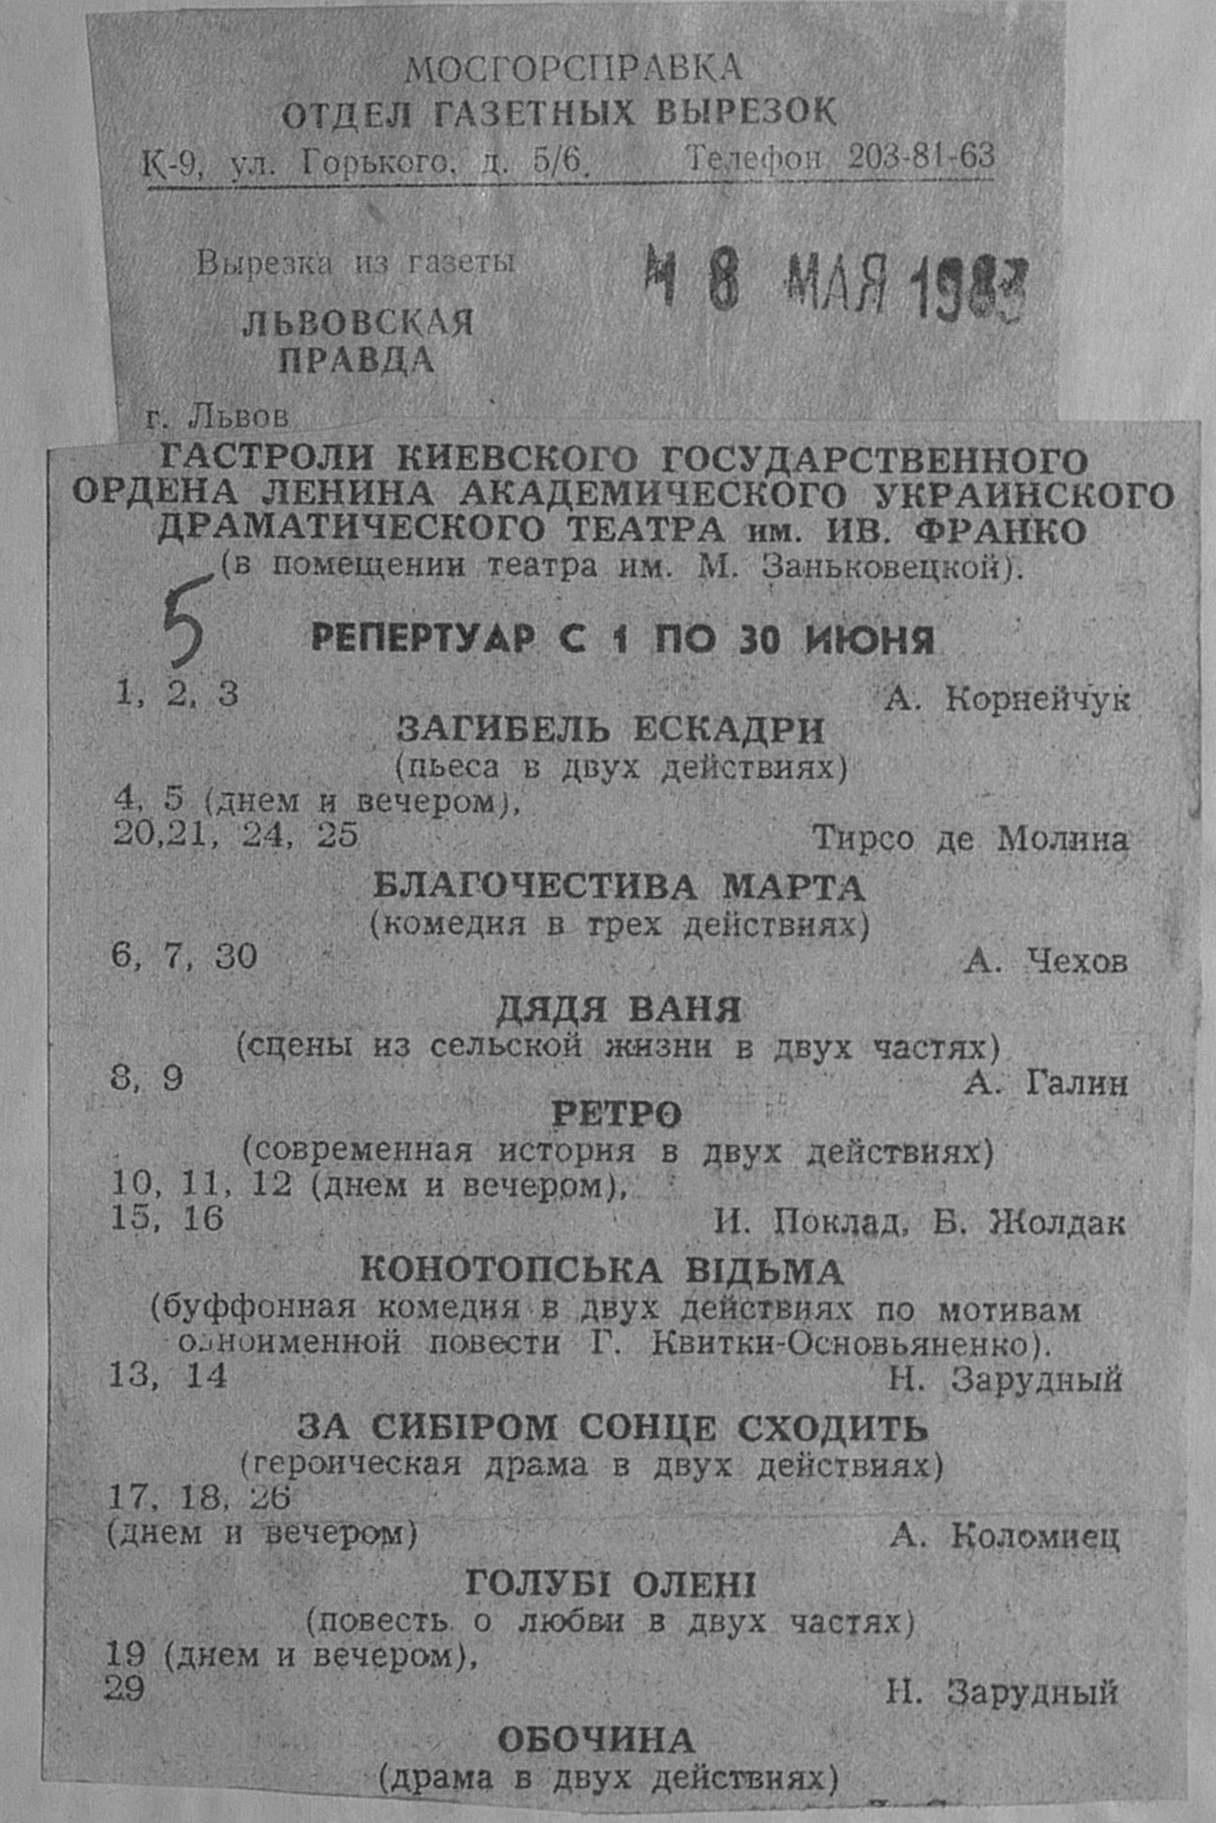 МОСГОРСПРАВКА
ОТДЕЛ ГАЗЕТНЫХ ВЫРЕЗОК
К-9, ул. Горького, д. 5/6. Телефон 203-81-63
Вырезка из газеты
18 МАЯ 1983
ЛЬВОВСКАЯ
ПРАВДА
г. Львов
ГАСТРОЛИ КИЕВСКОГО ГОСУДАРСТВЕННОГО
ОРДЕНА ЛЕНИНА АКАДЕМИЧЕСКОГО УКРАИНСКОГО
ДРАМАТИЧЕСКОГО ТЕАТРА им. ИВ. ФРАНКО
(в помещении театра им. М. Заньковецкой).
5
РЕПЕРТУАР С 1 ПО 30 ИЮНЯ
1, 2, 3 А. Корнейчук
ЗАГИБЕЛЬ ЕСКАДРИ
(пьеса в двух действиях)
4, 5 (днем и вечером),
20,21, 24, 25 Тирсо де Молина
БЛАГОЧЕСТИВА МАРТА
(комедия в трех действиях)
6, 7, 30 А. Чехов
ДЯДЯ ВАНЯ
(сцены из сельской жизни в двух частях)
8, 9 А. Галин
РЕТРО
(современная история в двух действиях)
10, 11, 12 (днем и вечером),
15, 16 И. Поклад, Б. Жолдак
КОНОТОПСЬКА ВІДЬМА
(буффонная комедия в двух действиях по мотивам
одноименной повести Г. Квитки-Основьяненко).
13, 14 Н. Зарудный
ЗА СИБІРОМ СОНЦЕ СХОДИТЬ
(героическая драма в двух действиях)
17, 18, 26
(днем и вечером) А. Коломиец
ГОЛУБІ ОЛЕНІ
(повесть о любви в двух частях)
19 (днем и вечером),
29 Н. Зарудный
ОБОЧИНА
(драма в двух действиях)